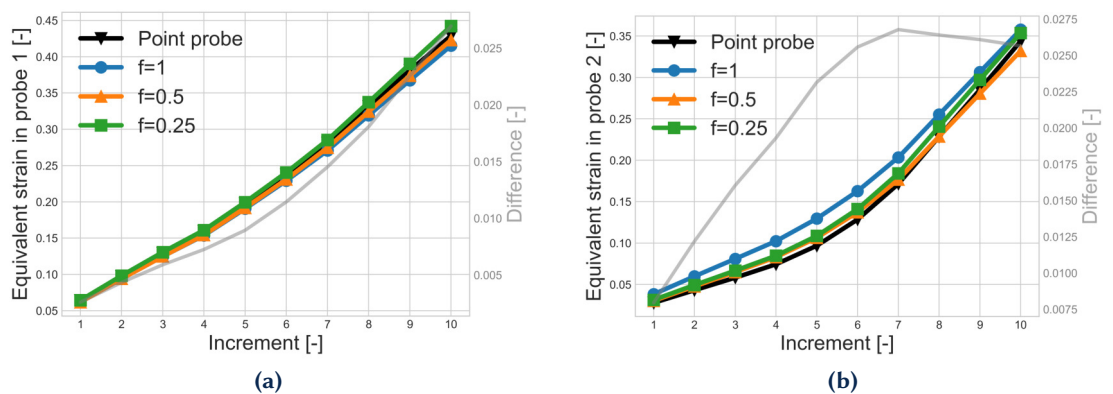 Equivalent strain in probe 1 [-]
0.45
0.40
0.35
0.30
0.25
0.20
0.15
0.10
0.05
Point probe
f=1
f=0.5
f=0.25
0.025
0.020
0.015
0.010
0.005
Difference [-]
1 2 3 4 5 6 7 8 9 10
Increment [-]
(a)
Equivalent strain in probe 2 [-]
0.35
0.30
0.25
0.20
0.15
0.10
0.05
Point probe
f=1
f=0.5
f=0.25
0.0275
0.0250
0.0225
0.0200
0.0175
0.0150
0.0125
0.0100
0.0075
Difference [-]
1 2 3 4 5 6 7 8 9 10
Increment [-]
(b)